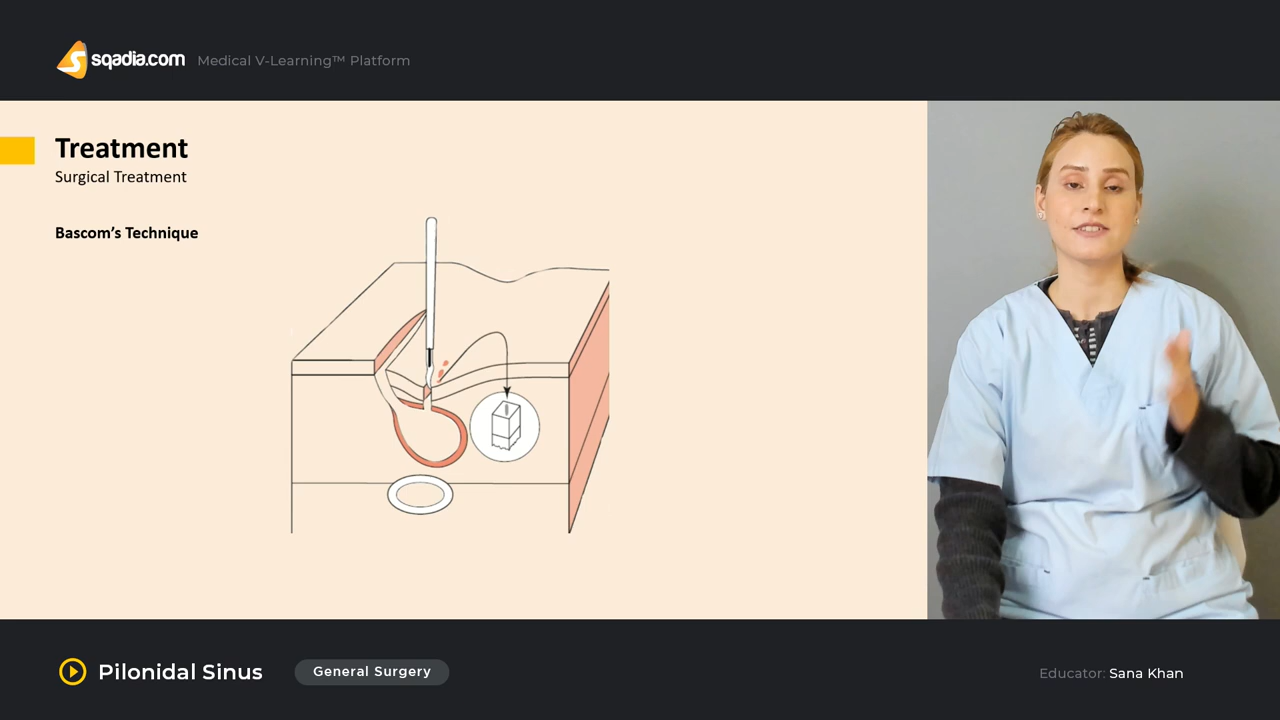 sqadia.com Medical V-Learning™ Platform
Treatment
Surgical Treatment
Bascom’s Technique
Pilonidal Sinus General Surgery
Educator: Sana Khan